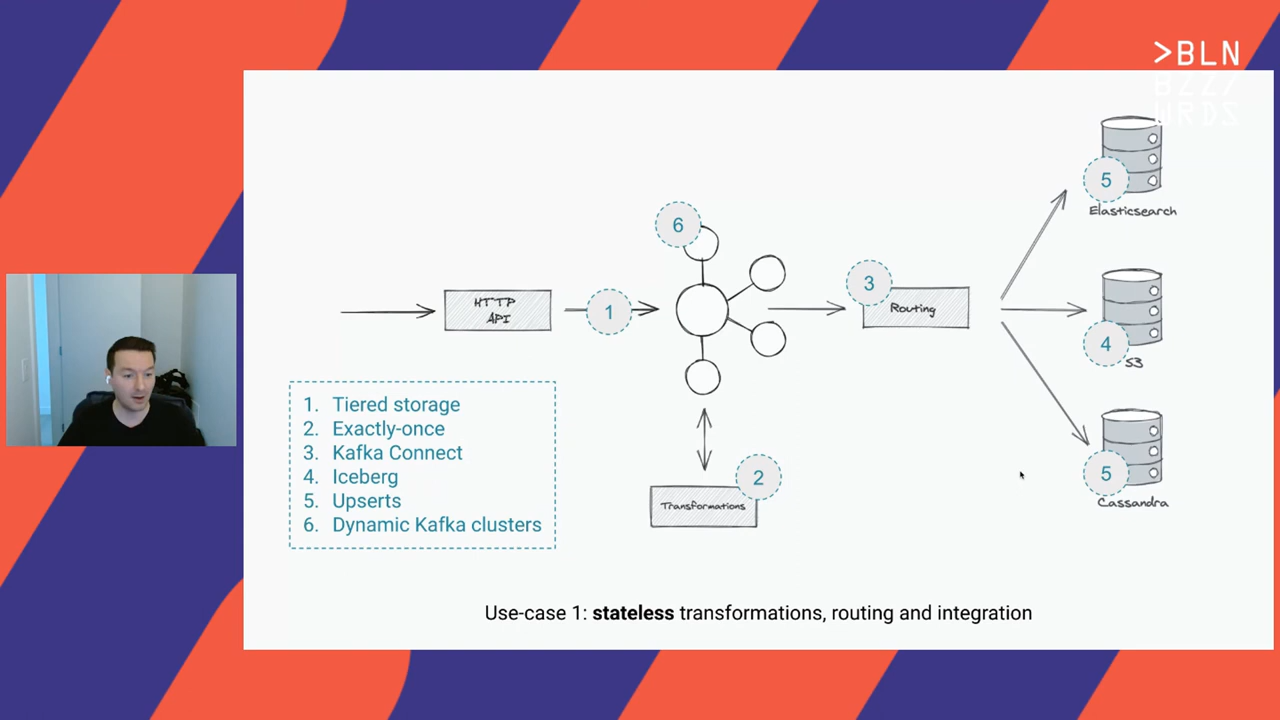 >BLN
BZZ/
WRDS
5
Elasticsearch
6
3
HTTP
API
1
Routing
4
S3
1. Tiered storage
2. Exactly-once
3. Kafka Connect
4. Iceberg
5. Upserts
6. Dynamic Kafka clusters
2
Transformations
5
Cassandra
Use-case 1: stateless transformations, routing and integration